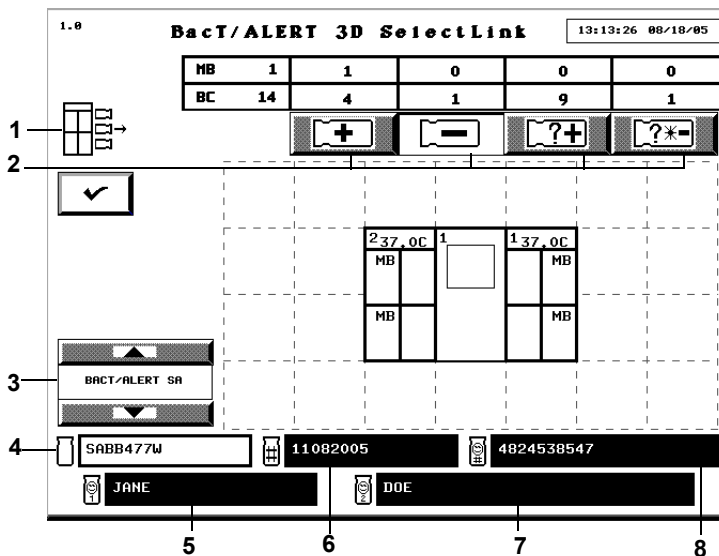 1.0 BacT/ALERT 3D SelectLink 13:13:26 08/18/05
MB 1 1 0 0 0
BC 14 4 1 9 1
1
+ − ?+ ?*-
2
2 37.0C 1 1 37.0C
MB MB
MB MB
3 BACT/ALERT SA
4 SABB477W # 11082005 # 4824538547
1 JANE 2 DOE
5 6 7 8